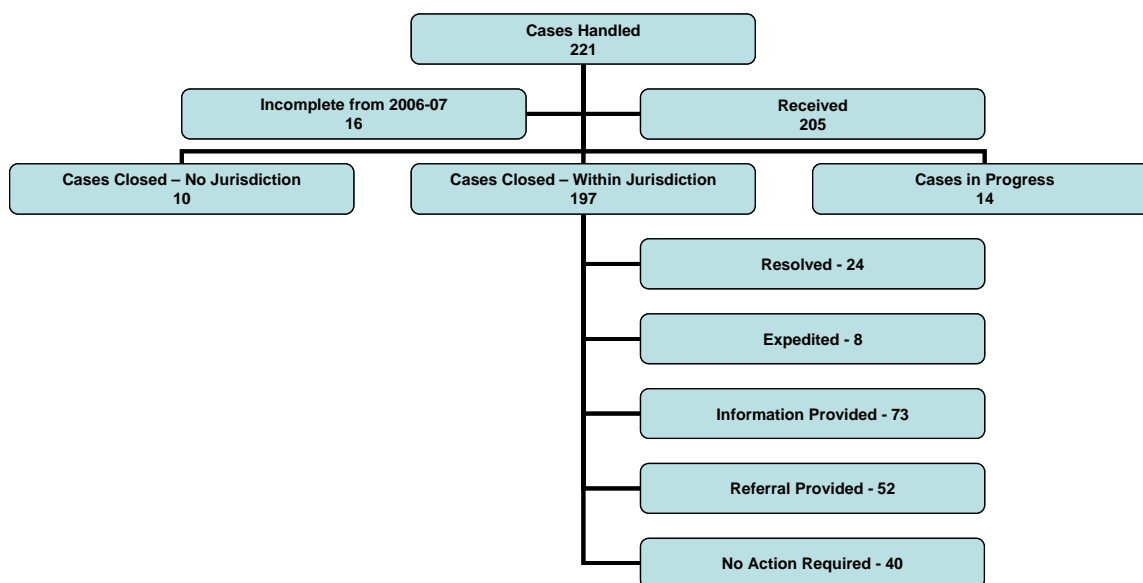 Cases Handled
221
Incomplete from 2006-07
16
Received
205
Cases Closed – No Jurisdiction
10
Cases Closed – Within Jurisdiction
197
Cases in Progress
14
Resolved - 24
Expedited - 8
Information Provided - 73
Referral Provided - 52
No Action Required - 40